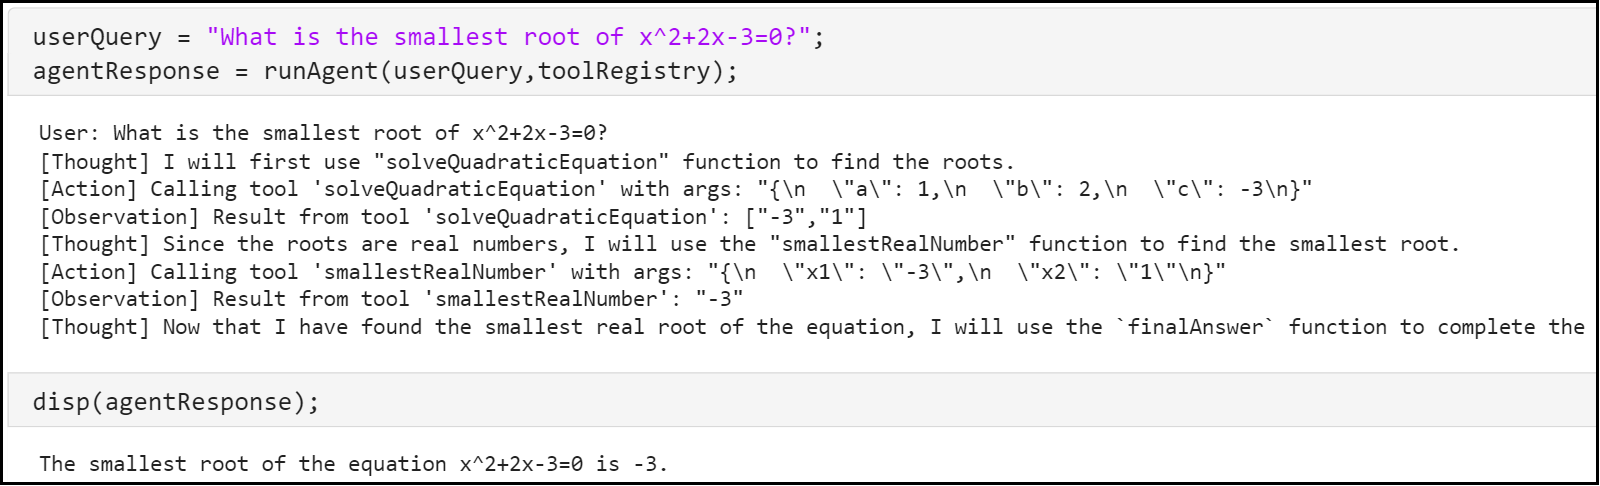 userQuery = "What is the smallest root of x^2+2x-3=0?";
agentResponse = runAgent(userQuery,toolRegistry);
User: What is the smallest root of x^2+2x-3=0?
[Thought] I will first use "solveQuadraticEquation" function to find the roots.
[Action] Calling tool 'solveQuadraticEquation' with args: "{\n  \"a\": 1,\n  \"b\": 2,\n  \"c\": -3\n}"
[Observation] Result from tool 'solveQuadraticEquation': ["-3","1"]
[Thought] Since the roots are real numbers, I will use the "smallestRealNumber" function to find the smallest root.
[Action] Calling tool 'smallestRealNumber' with args: "{\n  \"x1\": \"-3\",\n  \"x2\": \"1\"\n}"
[Observation] Result from tool 'smallestRealNumber': "-3"
[Thought] Now that I have found the smallest real root of the equation, I will use the `finalAnswer` function to complete the
disp(agentResponse);
The smallest root of the equation x^2+2x-3=0 is -3.